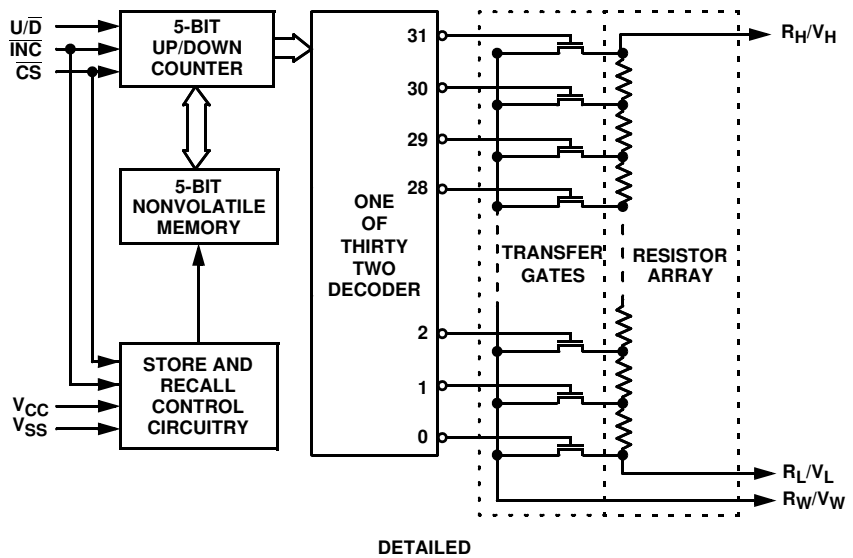 U/D̅
I̅N̅C̅
C̅S̅
5-BIT
UP/DOWN
COUNTER
5-BIT
NONVOLATILE
MEMORY
STORE AND
RECALL
CONTROL
CIRCUITRY
VCC
VSS
ONE
OF
THIRTY
TWO
DECODER
31
30
29
28
2
1
0
TRANSFER
GATES
RESISTOR
ARRAY
RH/VH
RL/VL
RW/VW
DETAILED